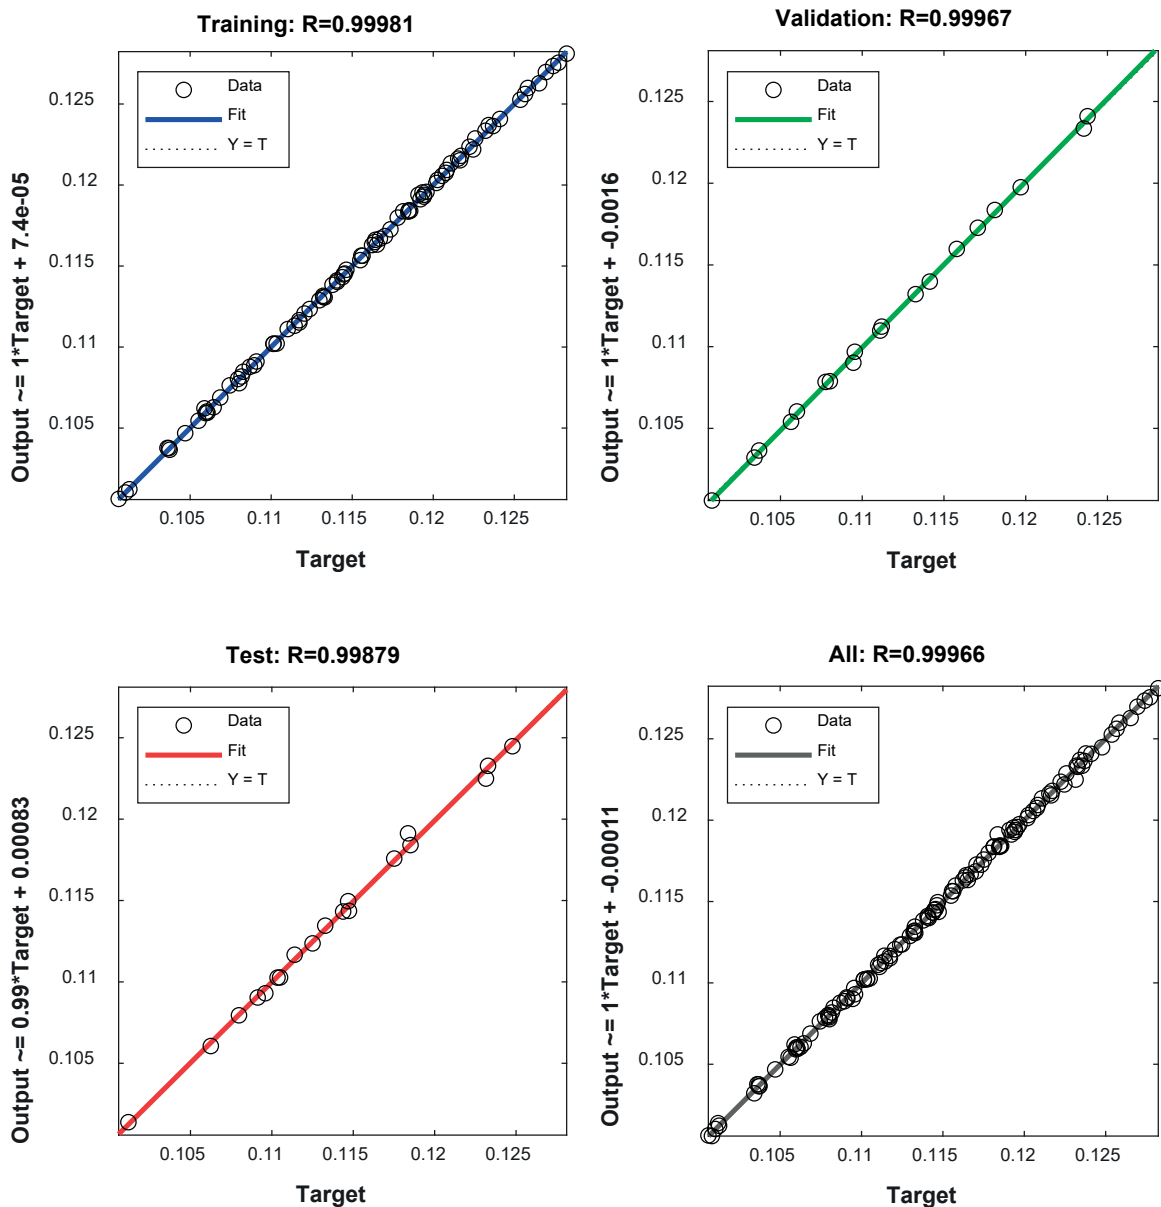 Training: R=0.99981
Output ~= 1*Target + 7.4e-05
Data
Fit
Y = T
0.125
0.12
0.115
0.11
0.105
0.105 0.11 0.115 0.12 0.125
Target
Validation: R=0.99967
Output ~= 1*Target + -0.0016
Data
Fit
Y = T
0.125
0.12
0.115
0.11
0.105
0.105 0.11 0.115 0.12 0.125
Target
Test: R=0.99879
Output ~= 0.99*Target + 0.00083
Data
Fit
Y = T
0.125
0.12
0.115
0.11
0.105
0.105 0.11 0.115 0.12 0.125
Target
All: R=0.99966
Output ~= 1*Target + -0.00011
Data
Fit
Y = T
0.125
0.12
0.115
0.11
0.105
0.105 0.11 0.115 0.12 0.125
Target